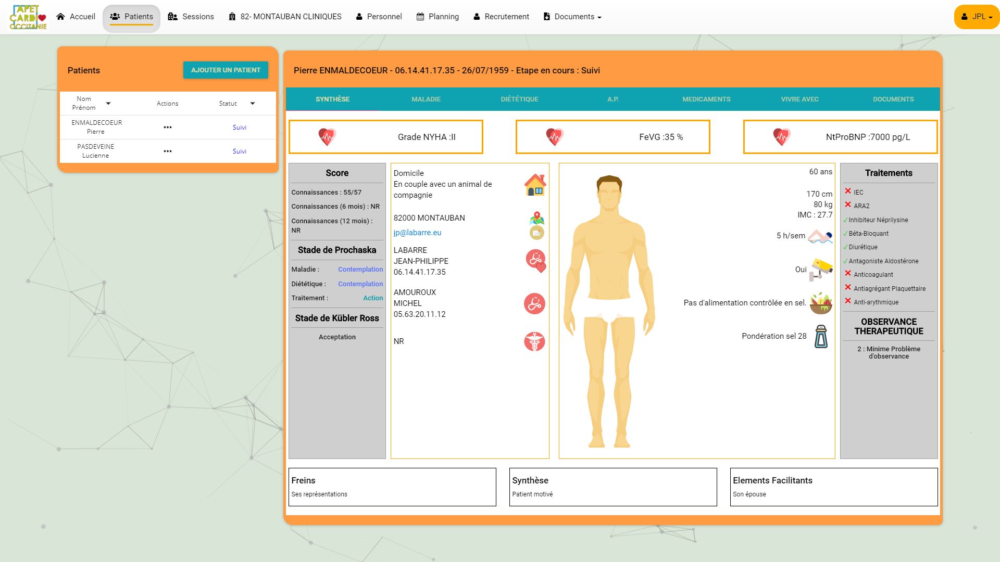 APET
CARDI
OCCITANIE
Accueil
Patients
Sessions
82- MONTAUBAN CLINIQUES
Personnel
Planning
Recrutement
Documents
JPL
Patients
AJOUTER UN PATIENT
Nom
Prénom
Actions
Statut
ENMALDECOEUR
Pierre
•••
Suivi
PASDEVEINE
Lucienne
•••
Suivi
Pierre ENMALDECOEUR - 06.14.41.17.35 - 26/07/1959 - Etape en cours : Suivi
SYNTHÈSE
MALADIE
DIÉTÉTIQUE
A.P.
MEDICAMENTS
VIVRE AVEC
DOCUMENTS
Grade NYHA :II
FeVG :35 %
NtProBNP :7000 pg/L
Score
Connaissances : 55/57
Connaissances (6 mois) : NR
Connaissances (12 mois) :
NR
Stade de Prochaska
Maladie : Contemplation
Diététique : Contemplation
Traitement : Action
Stade de Kübler Ross
Acceptation
Domicile
En couple avec un animal de
compagnie
82000 MONTAUBAN
jp@labarre.eu
LABARRE
JEAN-PHILIPPE
06.14.41.17.35
AMOUROUX
MICHEL
05.63.20.11.12
NR
60 ans
170 cm
80 kg
IMC : 27.7
5 h/sem
Oui
Pas d'alimentation contrôlée en sel.
Pondération sel 28
Traitements
❌ IEC
❌ ARA2
✓ Inhibiteur Néprilysine
✓ Béta-Bloquant
✓ Diurétique
✓ Antagoniste Aldostérone
❌ Anticoagulant
❌ Antiagrégant Plaquettaire
❌ Anti-arythmique
OBSERVANCE
THERAPEUTIQUE
2 : Minime Problème
d'observance
Freins
Ses représentations
Synthèse
Patient motivé
Elements Facilitants
Son épouse